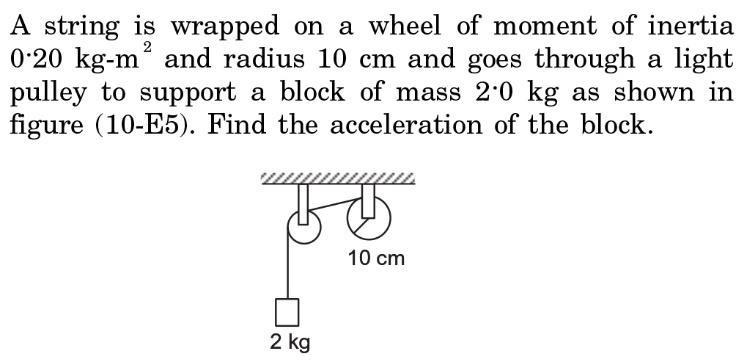 A string is wrapped on a wheel of moment of inertia
0·20 kg-m² and radius 10 cm and goes through a light
pulley to support a block of mass 2·0 kg as shown in
figure (10-E5). Find the acceleration of the block.
10 cm
2 kg